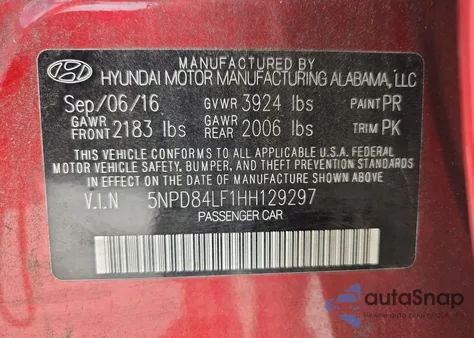 MANUFACTURED BY
HYUNDAI MOTOR MANUFACTURING ALABAMA, LLC
Sep/06/16 GVWR 3924 lbs PAINT PR
GAWR FRONT 2183 lbs GAWR REAR 2006 lbs TRIM PK
THIS VEHICLE CONFORMS TO ALL APPLICABLE U.S.A. FEDERAL
MOTOR VEHICLE SAFETY, BUMPER, AND THEFT PREVENTION STANDARDS
IN EFFECT ON THE DATE OF MANUFACTURE SHOWN ABOVE.
V.I.N 5NPD84LF1HH129297
PASSENGER CAR
autoSnap